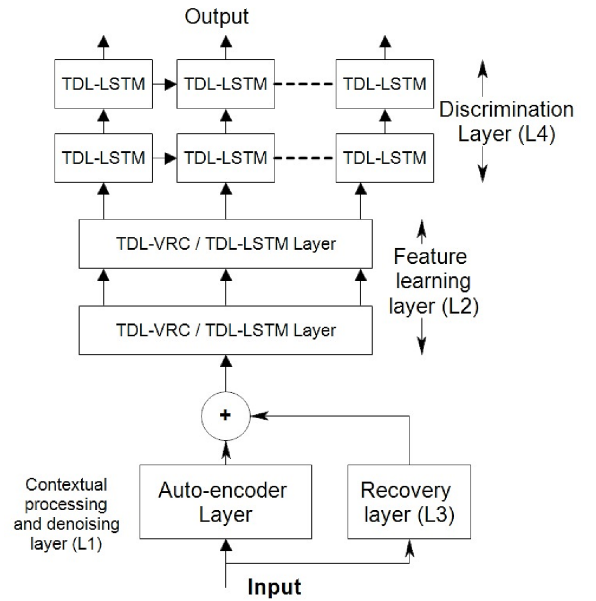 Output
TDL-LSTM TDL-LSTM TDL-LSTM
Discrimination
Layer (L4)
TDL-LSTM TDL-LSTM TDL-LSTM
TDL-VRC / TDL-LSTM Layer
Feature
learning
layer (L2)
TDL-VRC / TDL-LSTM Layer
+
Contextual
processing
and denoising
layer (L1)
Auto-encoder
Layer
Recovery
layer (L3)
Input